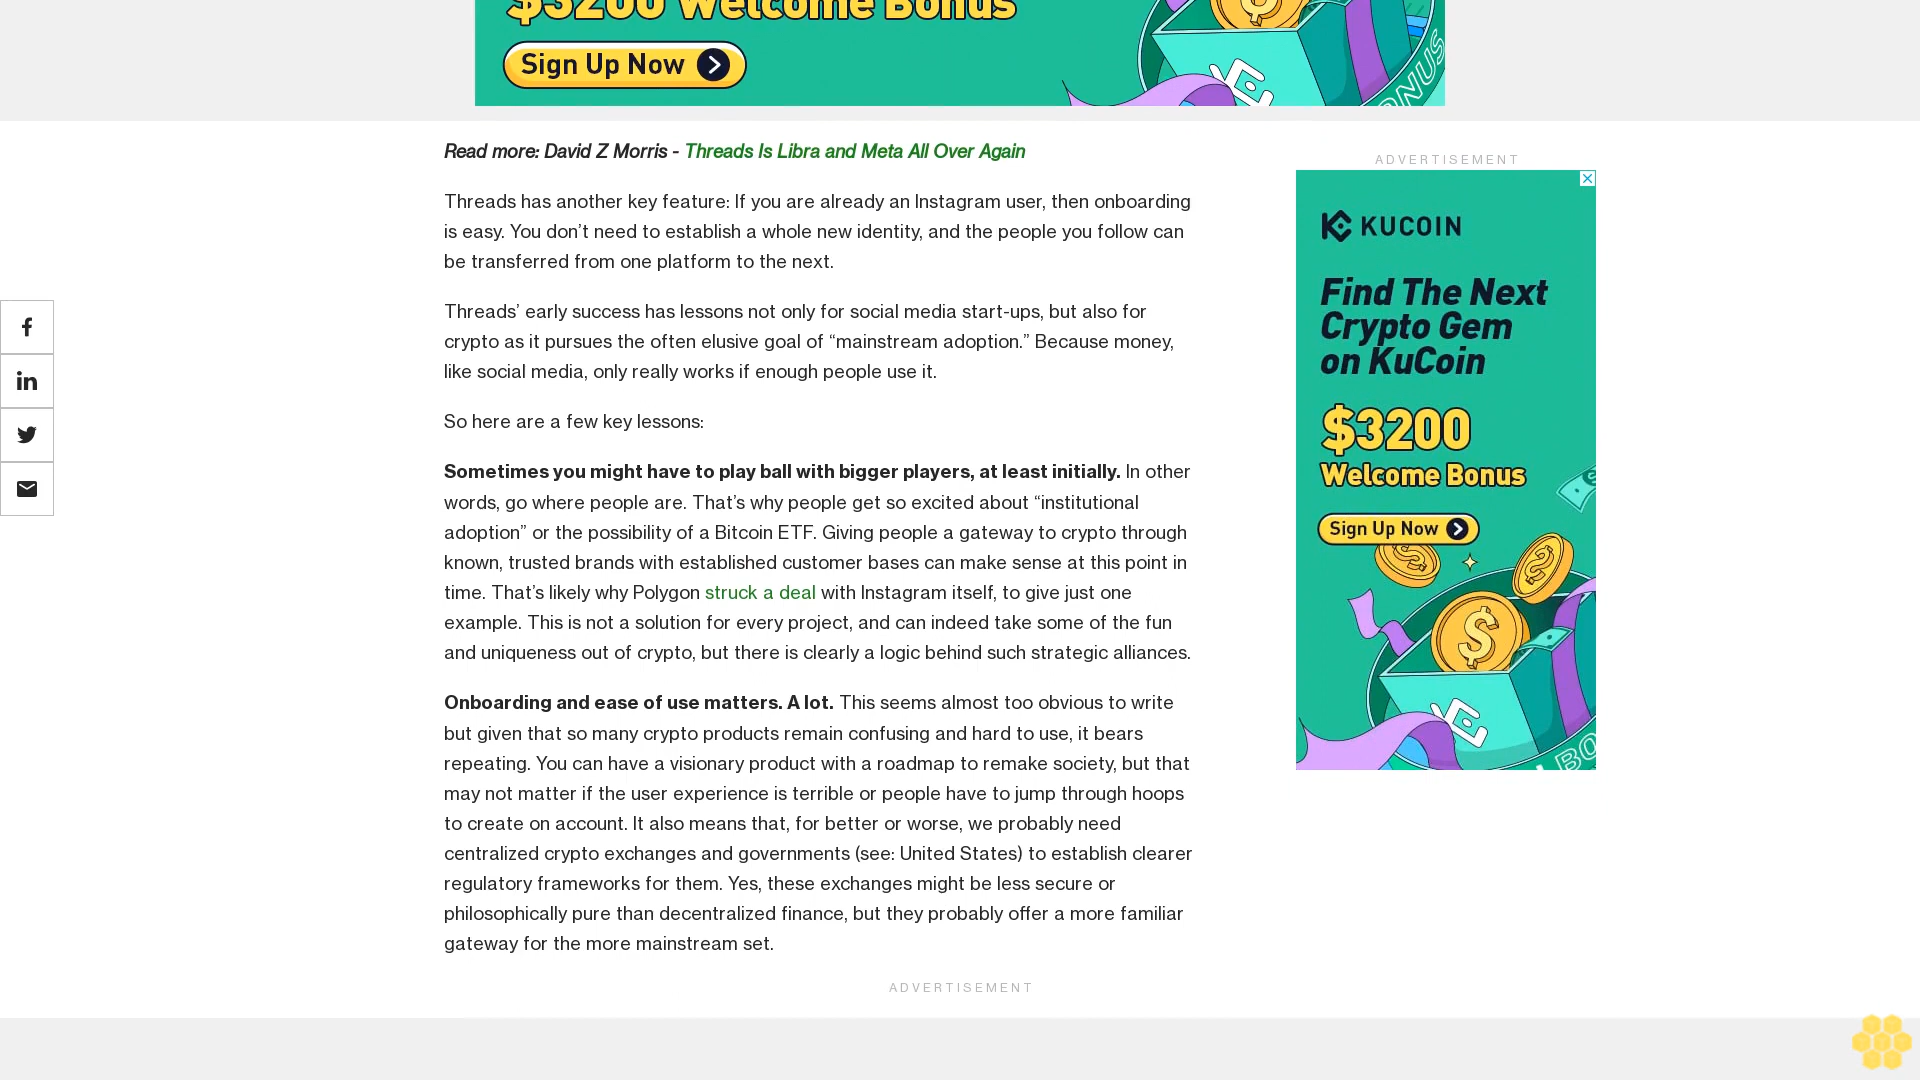 $3200 Welcome Bonus
Sign Up Now
BONUS
Read more: David Z Morris - Threads Is Libra and Meta All Over Again
Threads has another key feature: If you are already an Instagram user, then onboarding
is easy. You don’t need to establish a whole new identity, and the people you follow can
be transferred from one platform to the next.
Threads’ early success has lessons not only for social media start-ups, but also for
crypto as it pursues the often elusive goal of “mainstream adoption.” Because money,
like social media, only really works if enough people use it.
So here are a few key lessons:
Sometimes you might have to play ball with bigger players, at least initially. In other
words, go where people are. That’s why people get so excited about “institutional
adoption” or the possibility of a Bitcoin ETF. Giving people a gateway to crypto through
known, trusted brands with established customer bases can make sense at this point in
time. That’s likely why Polygon struck a deal with Instagram itself, to give just one
example. This is not a solution for every project, and can indeed take some of the fun
and uniqueness out of crypto, but there is clearly a logic behind such strategic alliances.
Onboarding and ease of use matters. A lot. This seems almost too obvious to write
but given that so many crypto products remain confusing and hard to use, it bears
repeating. You can have a visionary product with a roadmap to remake society, but that
may not matter if the user experience is terrible or people have to jump through hoops
to create on account. It also means that, for better or worse, we probably need
centralized crypto exchanges and governments (see: United States) to establish clearer
regulatory frameworks for them. Yes, these exchanges might be less secure or
philosophically pure than decentralized finance, but they probably offer a more familiar
gateway for the more mainstream set.
ADVERTISEMENT
ADVERTISEMENT
KUCOIN
Find The Next
Crypto Gem
on KuCoin
$3200
Welcome Bonus
Sign Up Now